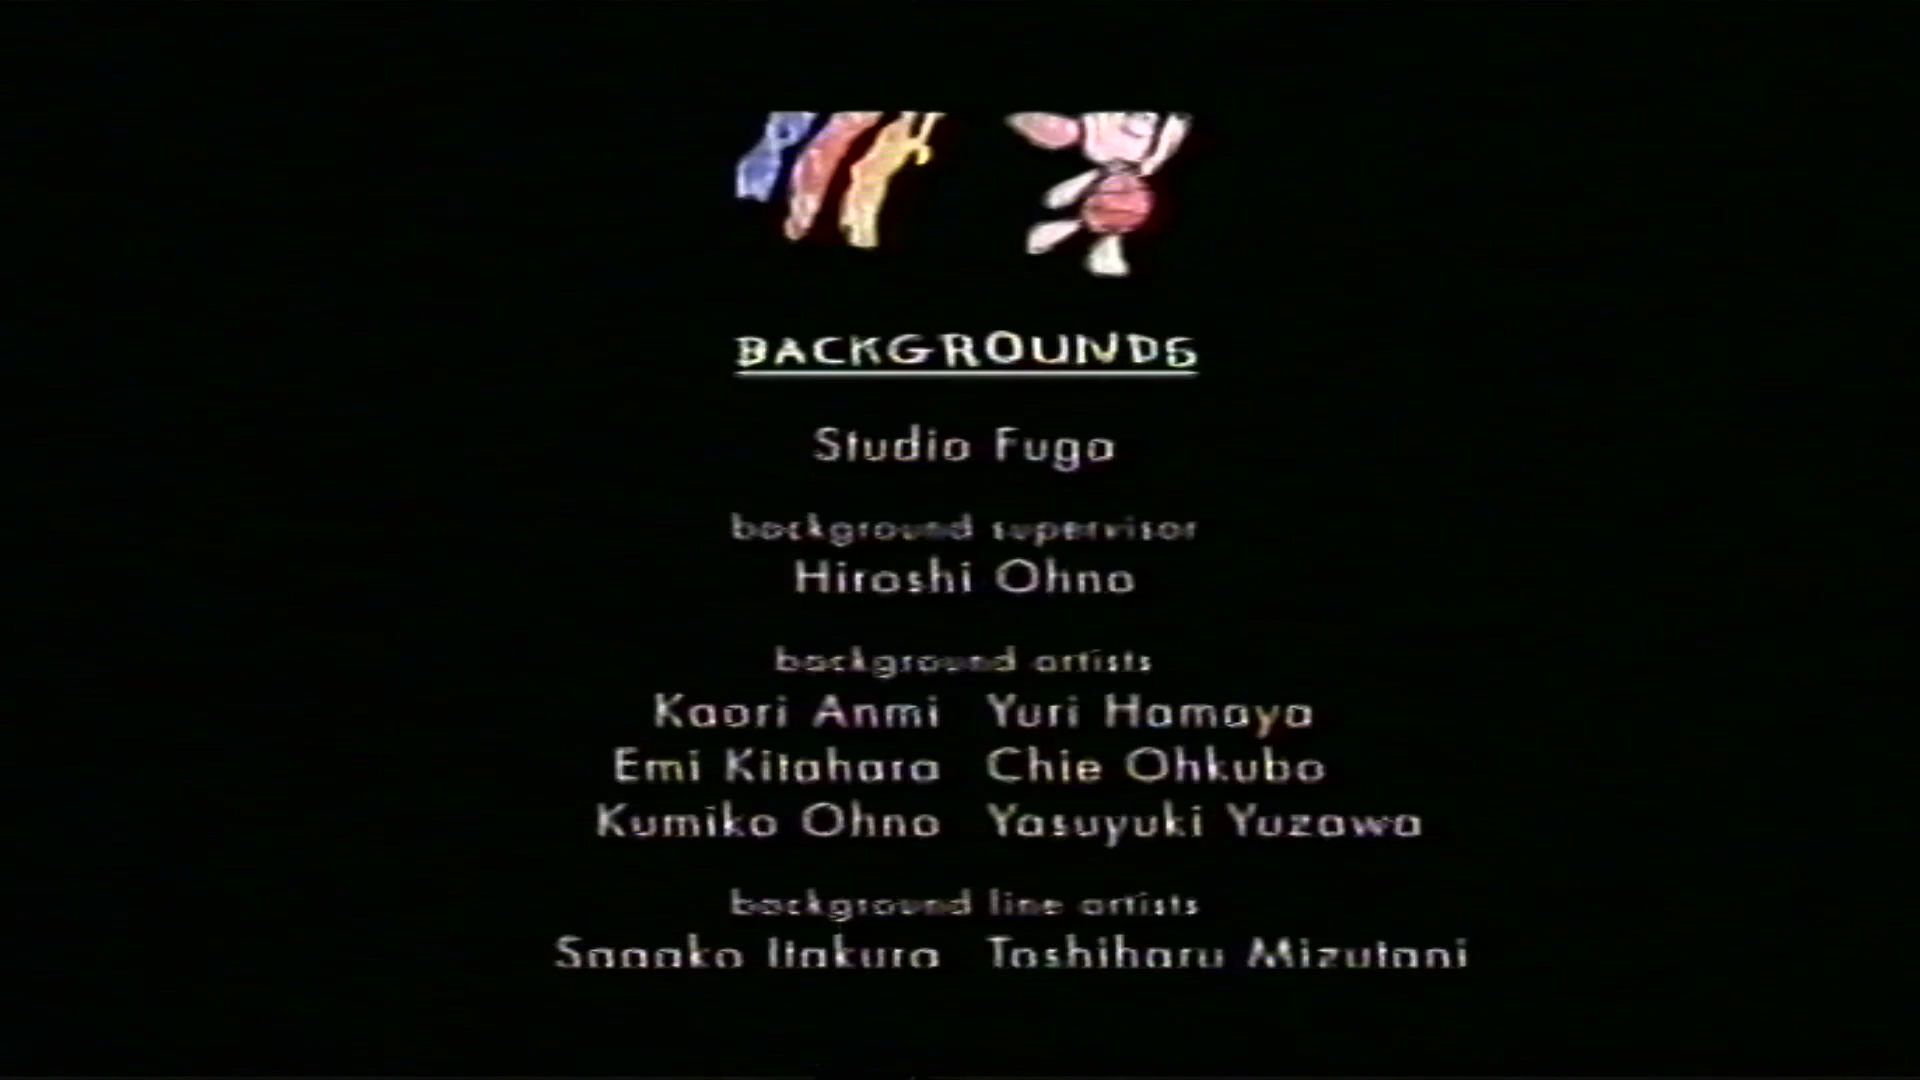 BACKGROUNDS
Studio Fuga
background supervisor
Hiroshi Ohno
background artists
Kaori Anmi Yuri Hamaya
Emi Kitahara Chie Ohkubo
Kumiko Ohno Yasuyuki Yuzawa
background line artists
Itakura Toshiharu Mizutani